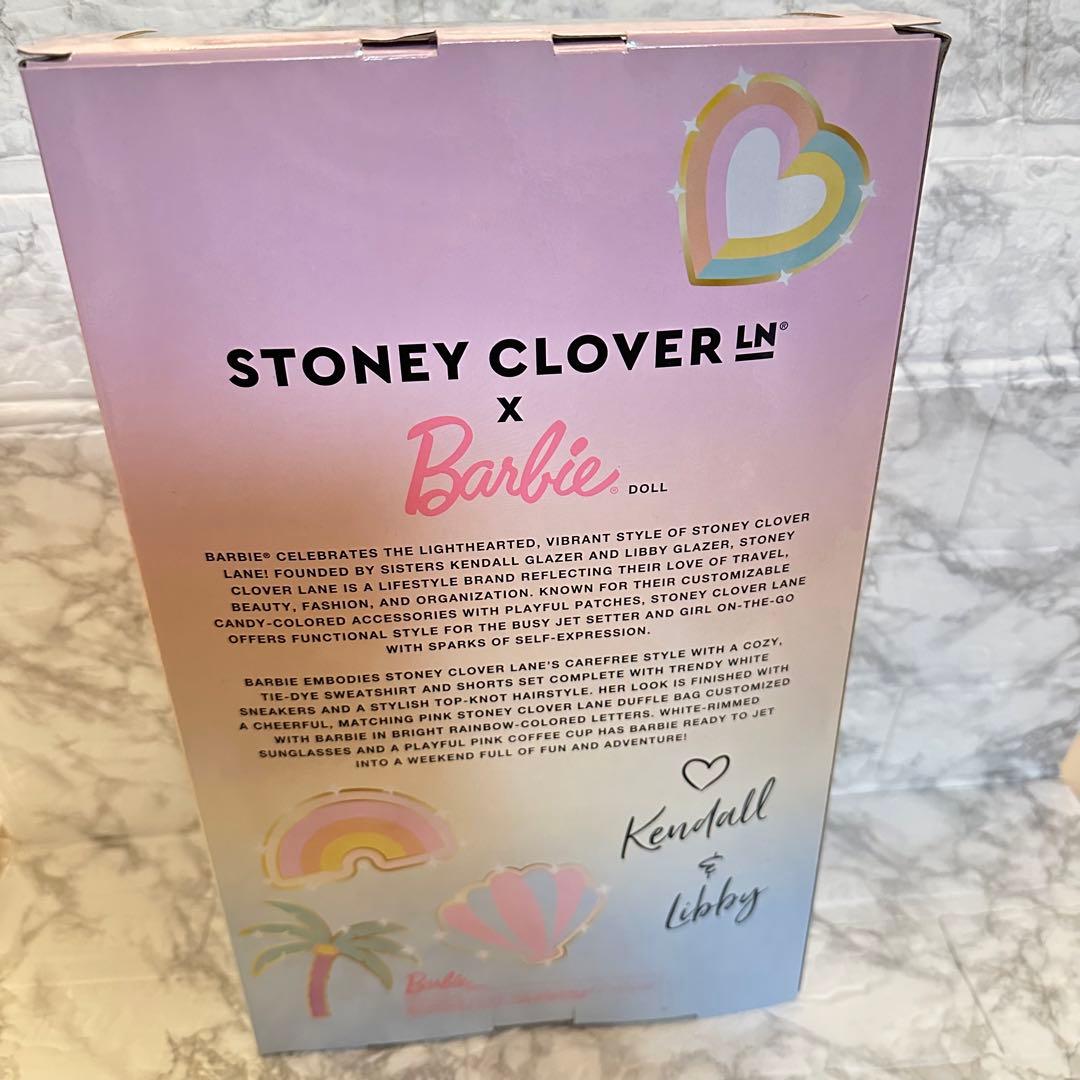 STONEY CLOVER LN®
X
Barbie® DOLL
BARBIE® CELEBRATES THE LIGHTHEARTED, VIBRANT STYLE OF STONEY CLOVER
LANE! FOUNDED BY SISTERS KENDALL GLAZER AND LIBBY GLAZER, STONEY
CLOVER LANE IS A LIFESTYLE BRAND REFLECTING THEIR LOVE OF TRAVEL,
BEAUTY, FASHION, AND ORGANIZATION. KNOWN FOR THEIR CUSTOMIZABLE
CANDY-COLORED ACCESSORIES WITH PLAYFUL PATCHES, STONEY CLOVER LANE
OFFERS FUNCTIONAL STYLE FOR THE BUSY JET SETTER AND GIRL ON-THE-GO
WITH SPARKS OF SELF-EXPRESSION.
BARBIE EMBODIES STONEY CLOVER LANE'S CAREFREE STYLE WITH A COZY,
TIE-DYE SWEATSHIRT AND SHORTS SET COMPLETE WITH TRENDY WHITE
SNEAKERS AND A STYLISH TOP-KNOT HAIRSTYLE. HER LOOK IS FINISHED WITH
A CHEERFUL, MATCHING PINK STONEY CLOVER LANE DUFFLE BAG CUSTOMIZED
WITH BARBIE IN BRIGHT RAINBOW-COLORED LETTERS. WHITE-RIMMED
SUNGLASSES AND A PLAYFUL PINK COFFEE CUP HAS BARBIE READY TO JET
INTO A WEEKEND FULL OF FUN AND ADVENTURE!
Kendall
&
Libby
Barbie